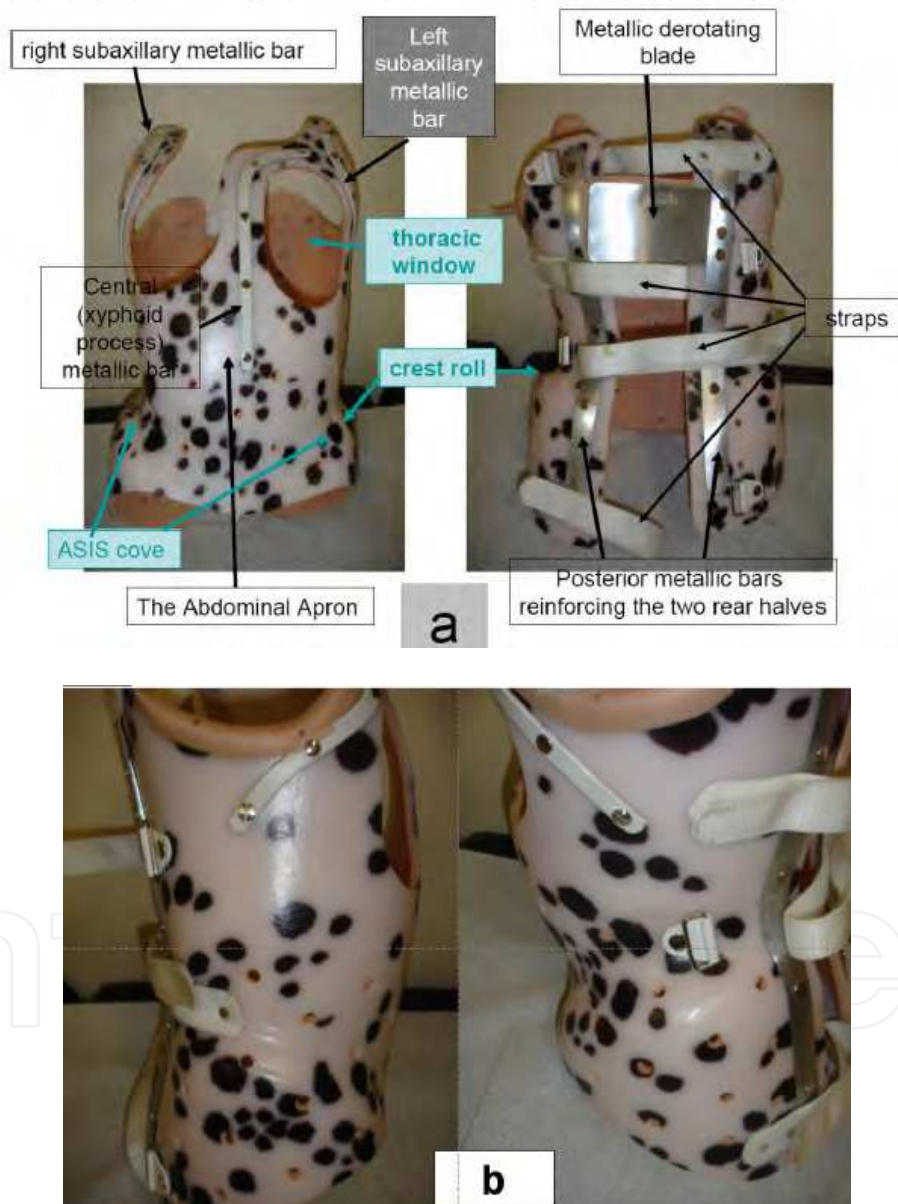 right subaxillary metallic bar
Left
subaxillary
metallic
bar
Metallic derotating
blade
thoracic
window
Central
(xyphoid
process)
metallic bar
straps
crest roll
ASIS cove
The Abdominal Apron
Posterior metallic bars
reinforcing the two rear halves
a
b